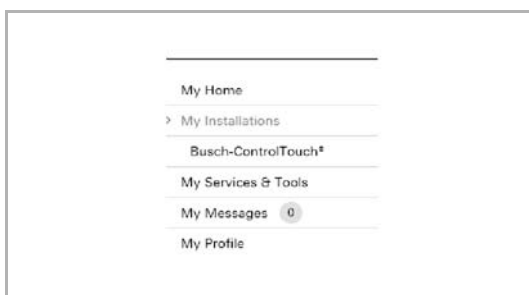 My Home
> My Installations
Busch-ControlTouch®
My Services & Tools
My Messages 0
My Profile